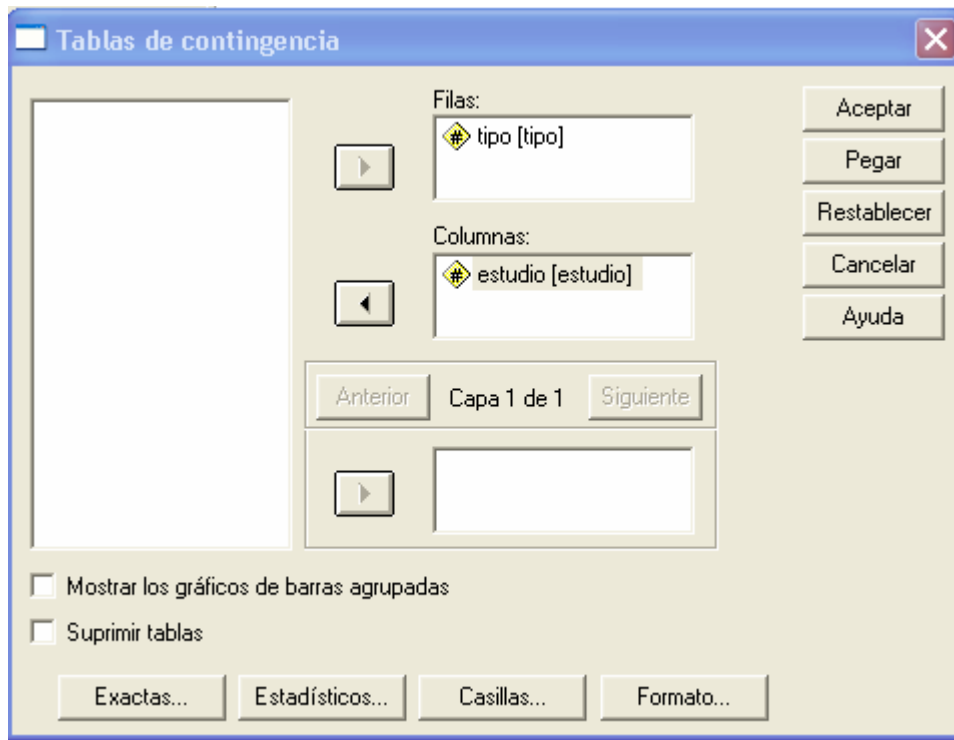 Tablas de contingencia
Filas:
# tipo [tipo]
Columnas:
# estudio [estudio]
Aceptar
Pegar
Restablecer
Cancelar
Ayuda
Anterior
Capa 1 de 1
Siguiente
Mostrar los gráficos de barras agrupadas
Suprimir tablas
Exactas...
Estadísticos...
Casillas...
Formato...